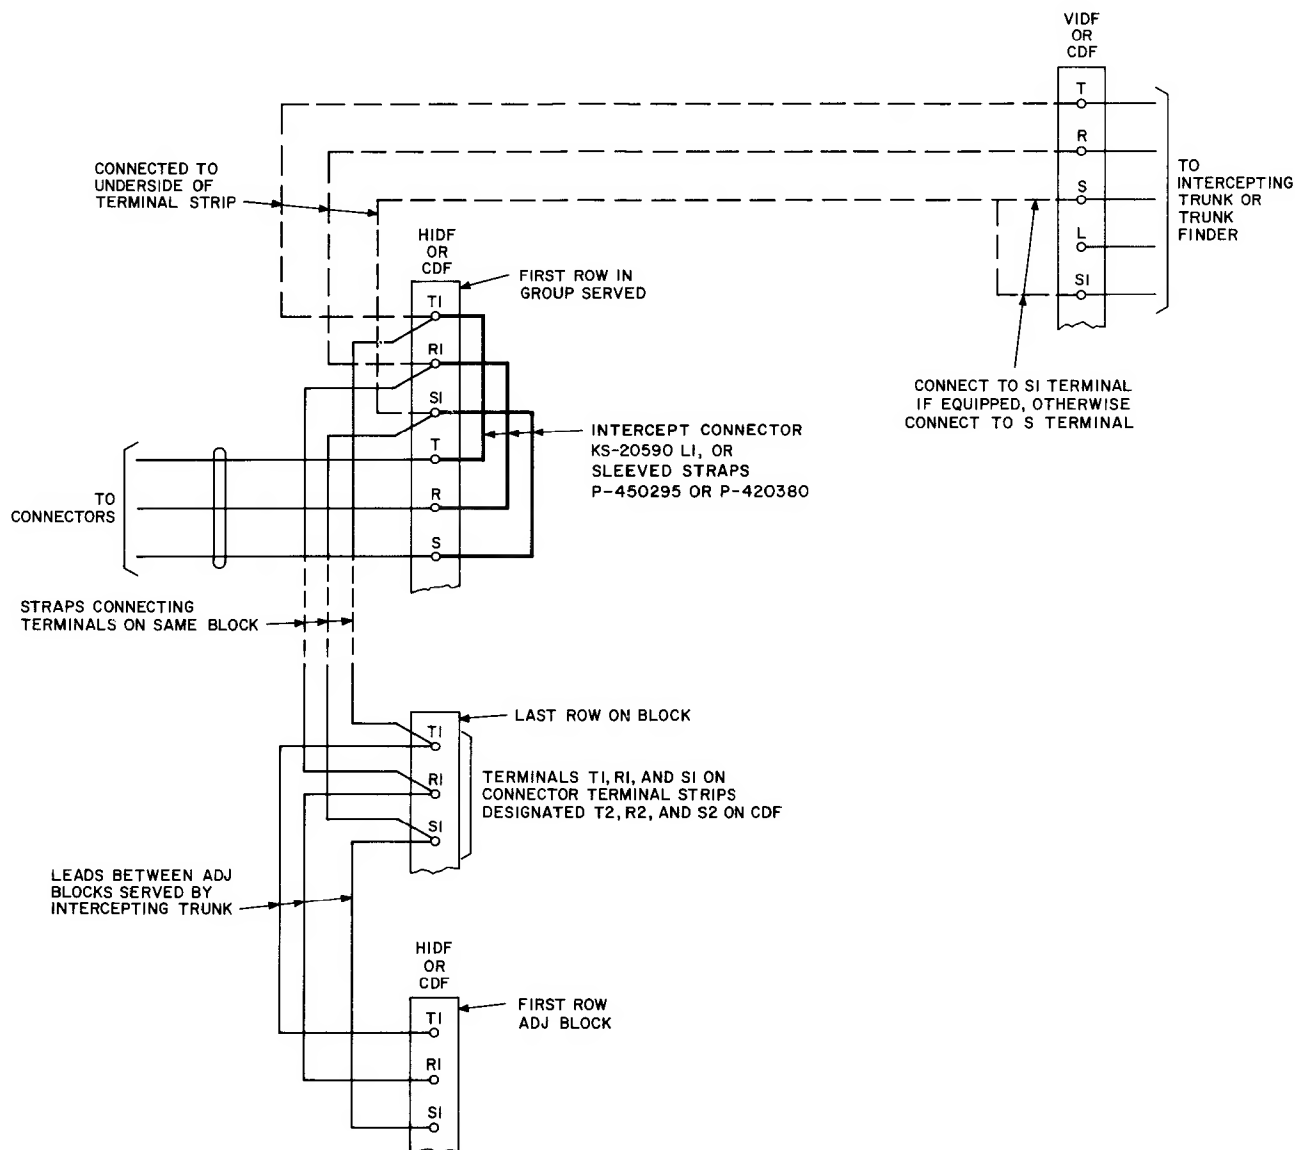 VIDF
OR
CDF
T
R
S
L
SI
TO
INTERCEPTING
TRUNK OR
TRUNK
FINDER
CONNECTED TO
UNDERSIDE OF
TERMINAL STRIP
HIDF
OR
CDF
FIRST ROW IN
GROUP SERVED
TI
RI
SI
T
R
S
CONNECT TO SI TERMINAL
IF EQUIPPED, OTHERWISE
CONNECT TO S TERMINAL
INTERCEPT CONNECTOR
KS-20590 LI, OR
SLEEVED STRAPS
P-450295 OR P-420380
TO
CONNECTORS
STRAPS CONNECTING
TERMINALS ON SAME BLOCK
LAST ROW ON BLOCK
TI
RI
SI
TERMINALS TI, RI, AND SI ON
CONNECTOR TERMINAL STRIPS
DESIGNATED T2, R2, AND S2 ON CDF
LEADS BETWEEN ADJ
BLOCKS SERVED BY
INTERCEPTING TRUNK
HIDF
OR
CDF
FIRST ROW
ADJ BLOCK
TI
RI
SI